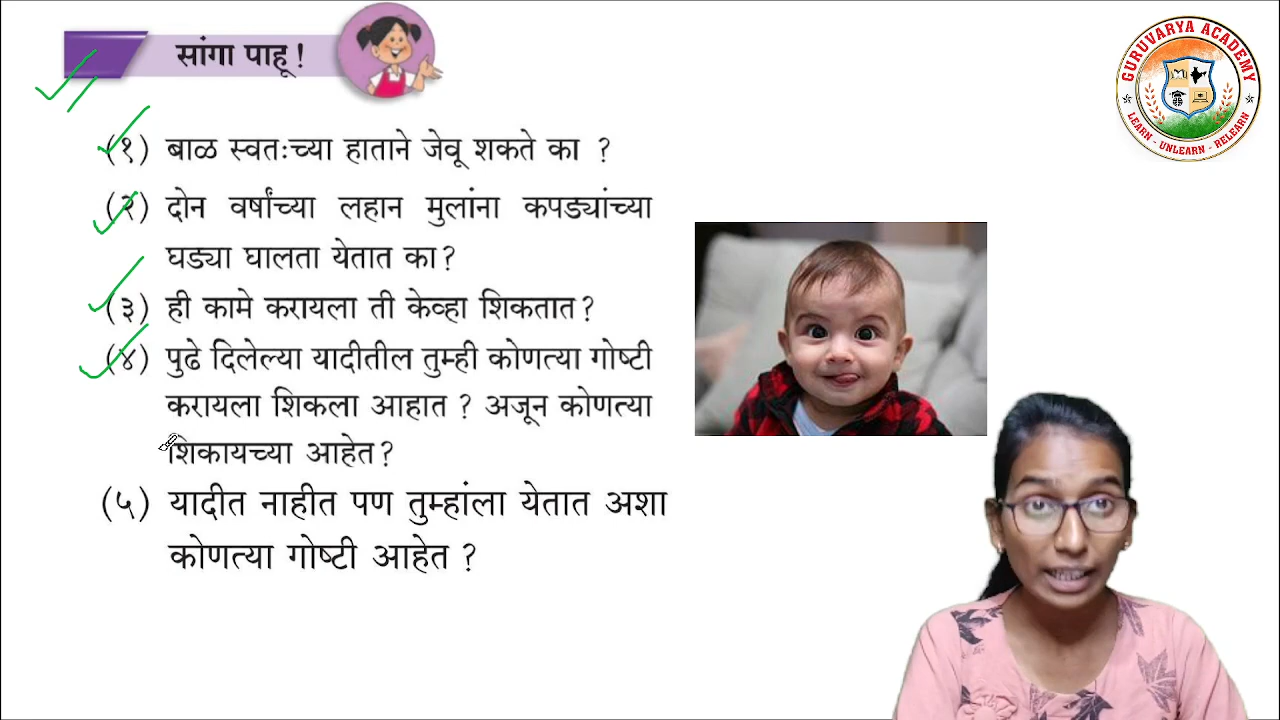 सांगा पाहू !
GURUVARYA ACADEMY
LEARN - UNLEARN - RELEARN
(१) बाळ स्वतःच्या हाताने जेवू शकते का ?
(२) दोन वर्षांच्या लहान मुलांना कपड्यांच्या
घड्या घालता येतात का ?
(३) ही कामे करायला ती केव्हा शिकतात ?
(४) पुढे दिलेल्या यादीतील तुम्ही कोणत्या गोष्टी
करायला शिकला आहात ? अजून कोणत्या
शिकायच्या आहेत ?
(५) यादीत नाहीत पण तुम्हांला येतात अशा
कोणत्या गोष्टी आहेत ?